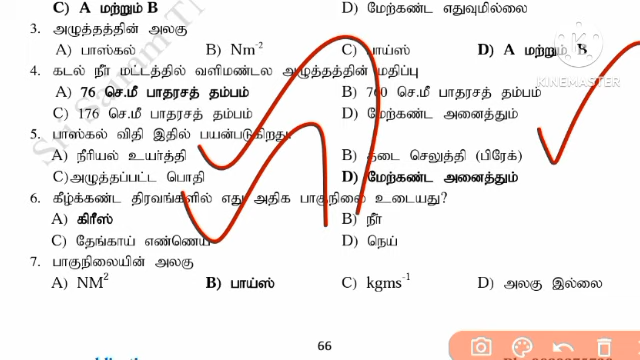 C) A மற்றும் B D) மேற்கண்ட எதுவுமில்லை
3. அழுத்தத்தின் அலகு
A) பாஸ்கல் B) Nm-2 C) பாய்ஸ் D) A மற்றும் B
KINEMASTER
4. கடல் நீர் மட்டத்தில் வளிமண்டல அழுத்தத்தின் மதிப்பு
A) 76 செ.மீ பாதரசத் தம்பம் B) 760 செ.மீ பாதரசத் தம்பம்
C) 176 செ.மீ பாதரசத் தம்பம் D) மேற்கண்ட அனைத்தும்
5. பாஸ்கல் விதி இதில் பயன்படுகிறது
A) நீரியல் உயர்த்தி B) தடை செலுத்தி (பிரேக்)
C)அழுத்தப்பட்ட பொதி D) மேற்கண்ட அனைத்தும்
6. கீழ்க்கண்ட திரவங்களில் எது அதிக பாகுநிலை உடையது?
A) கிரீஸ் B) நீர்
C) தேங்காய் எண்ணெய் D) நெய்
7. பாகுநிலையின் அலகு
A) NM2 B) பாய்ஸ் C) kgms-1 D) அலகு இல்லை
66